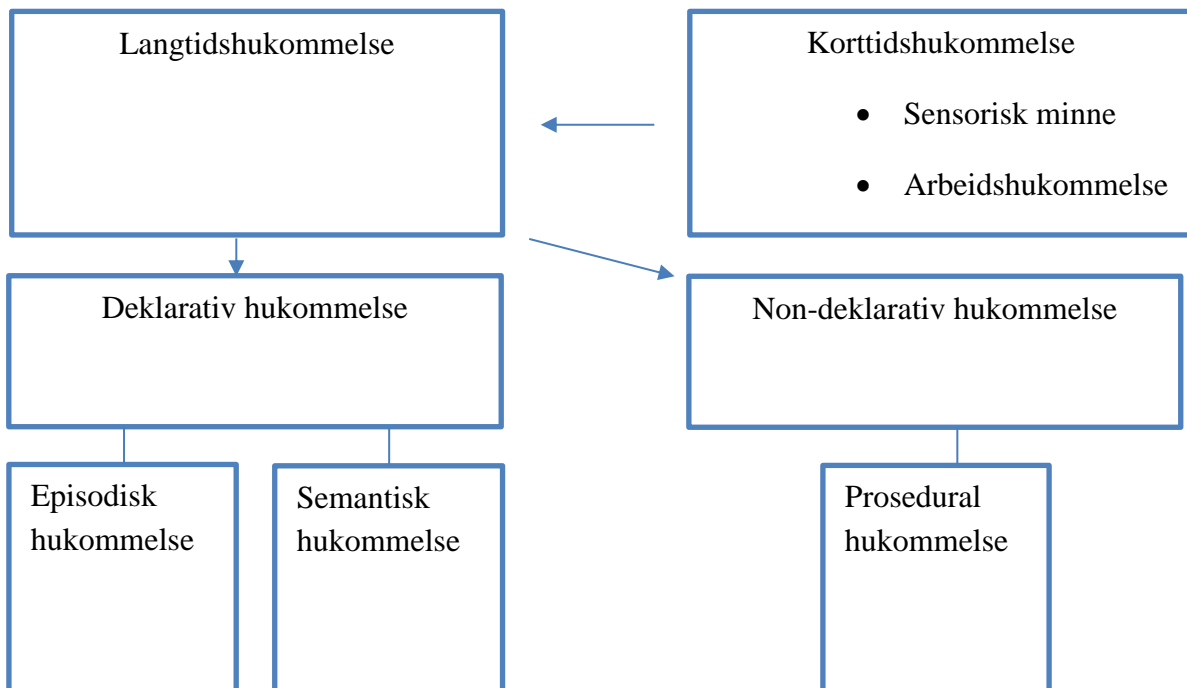 Langtidshukommelse
Korttidshukommelse
• Sensorisk minne
• Arbeidshukommelse
Deklarativ hukommelse
Non-deklarativ hukommelse
Episodisk
hukommelse
Semantisk
hukommelse
Prosedural
hukommelse